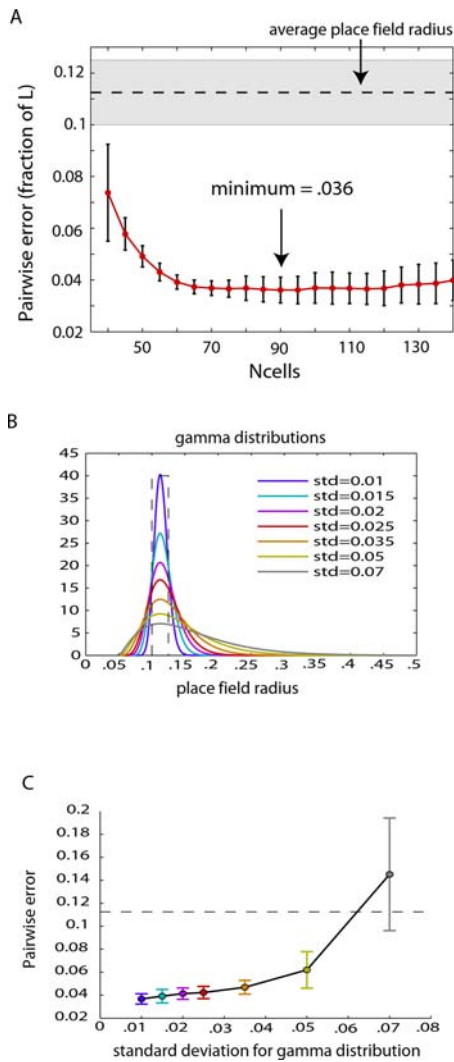 A
average place field radius
0.12
0.1
0.08
0.06
0.04
0.02
Pairwise error (fraction of L)
minimum = .036
50 70 90 110 130
Ncells
B
gamma distributions
45
40
35
30
25
20
15
10
5
0
std=0.01
std=0.015
std=0.02
std=0.025
std=0.035
std=0.05
std=0.07
0 .05 .1 .15 .2 .25 .3 .35 .4 .45 .5
place field radius
C
0.2
0.18
0.16
0.14
0.12
0.1
0.08
0.06
0.04
0.02
Pairwise error
0 .01 .02 .03 .04 .05 .06 .07 .08
standard deviation for gamma distribution